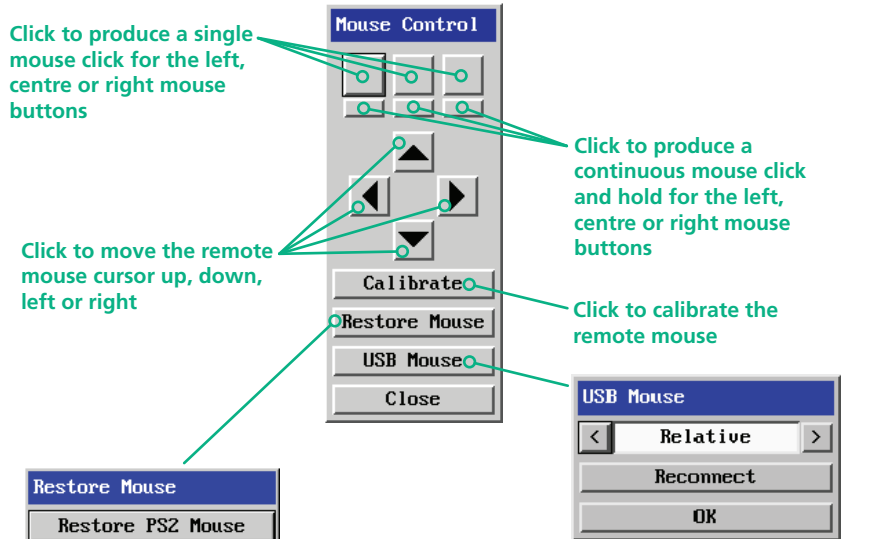 Mouse Control
Click to produce a single
mouse click for the left,
centre or right mouse
buttons
Click to produce a
continuous mouse click
and hold for the left,
centre or right mouse
buttons
Click to move the remote
mouse cursor up, down,
left or right
Calibrate
Click to calibrate the
remote mouse
Restore Mouse
USB Mouse
Close
USB Mouse
< Relative >
Reconnect
OK
Restore Mouse
Restore PS2 Mouse